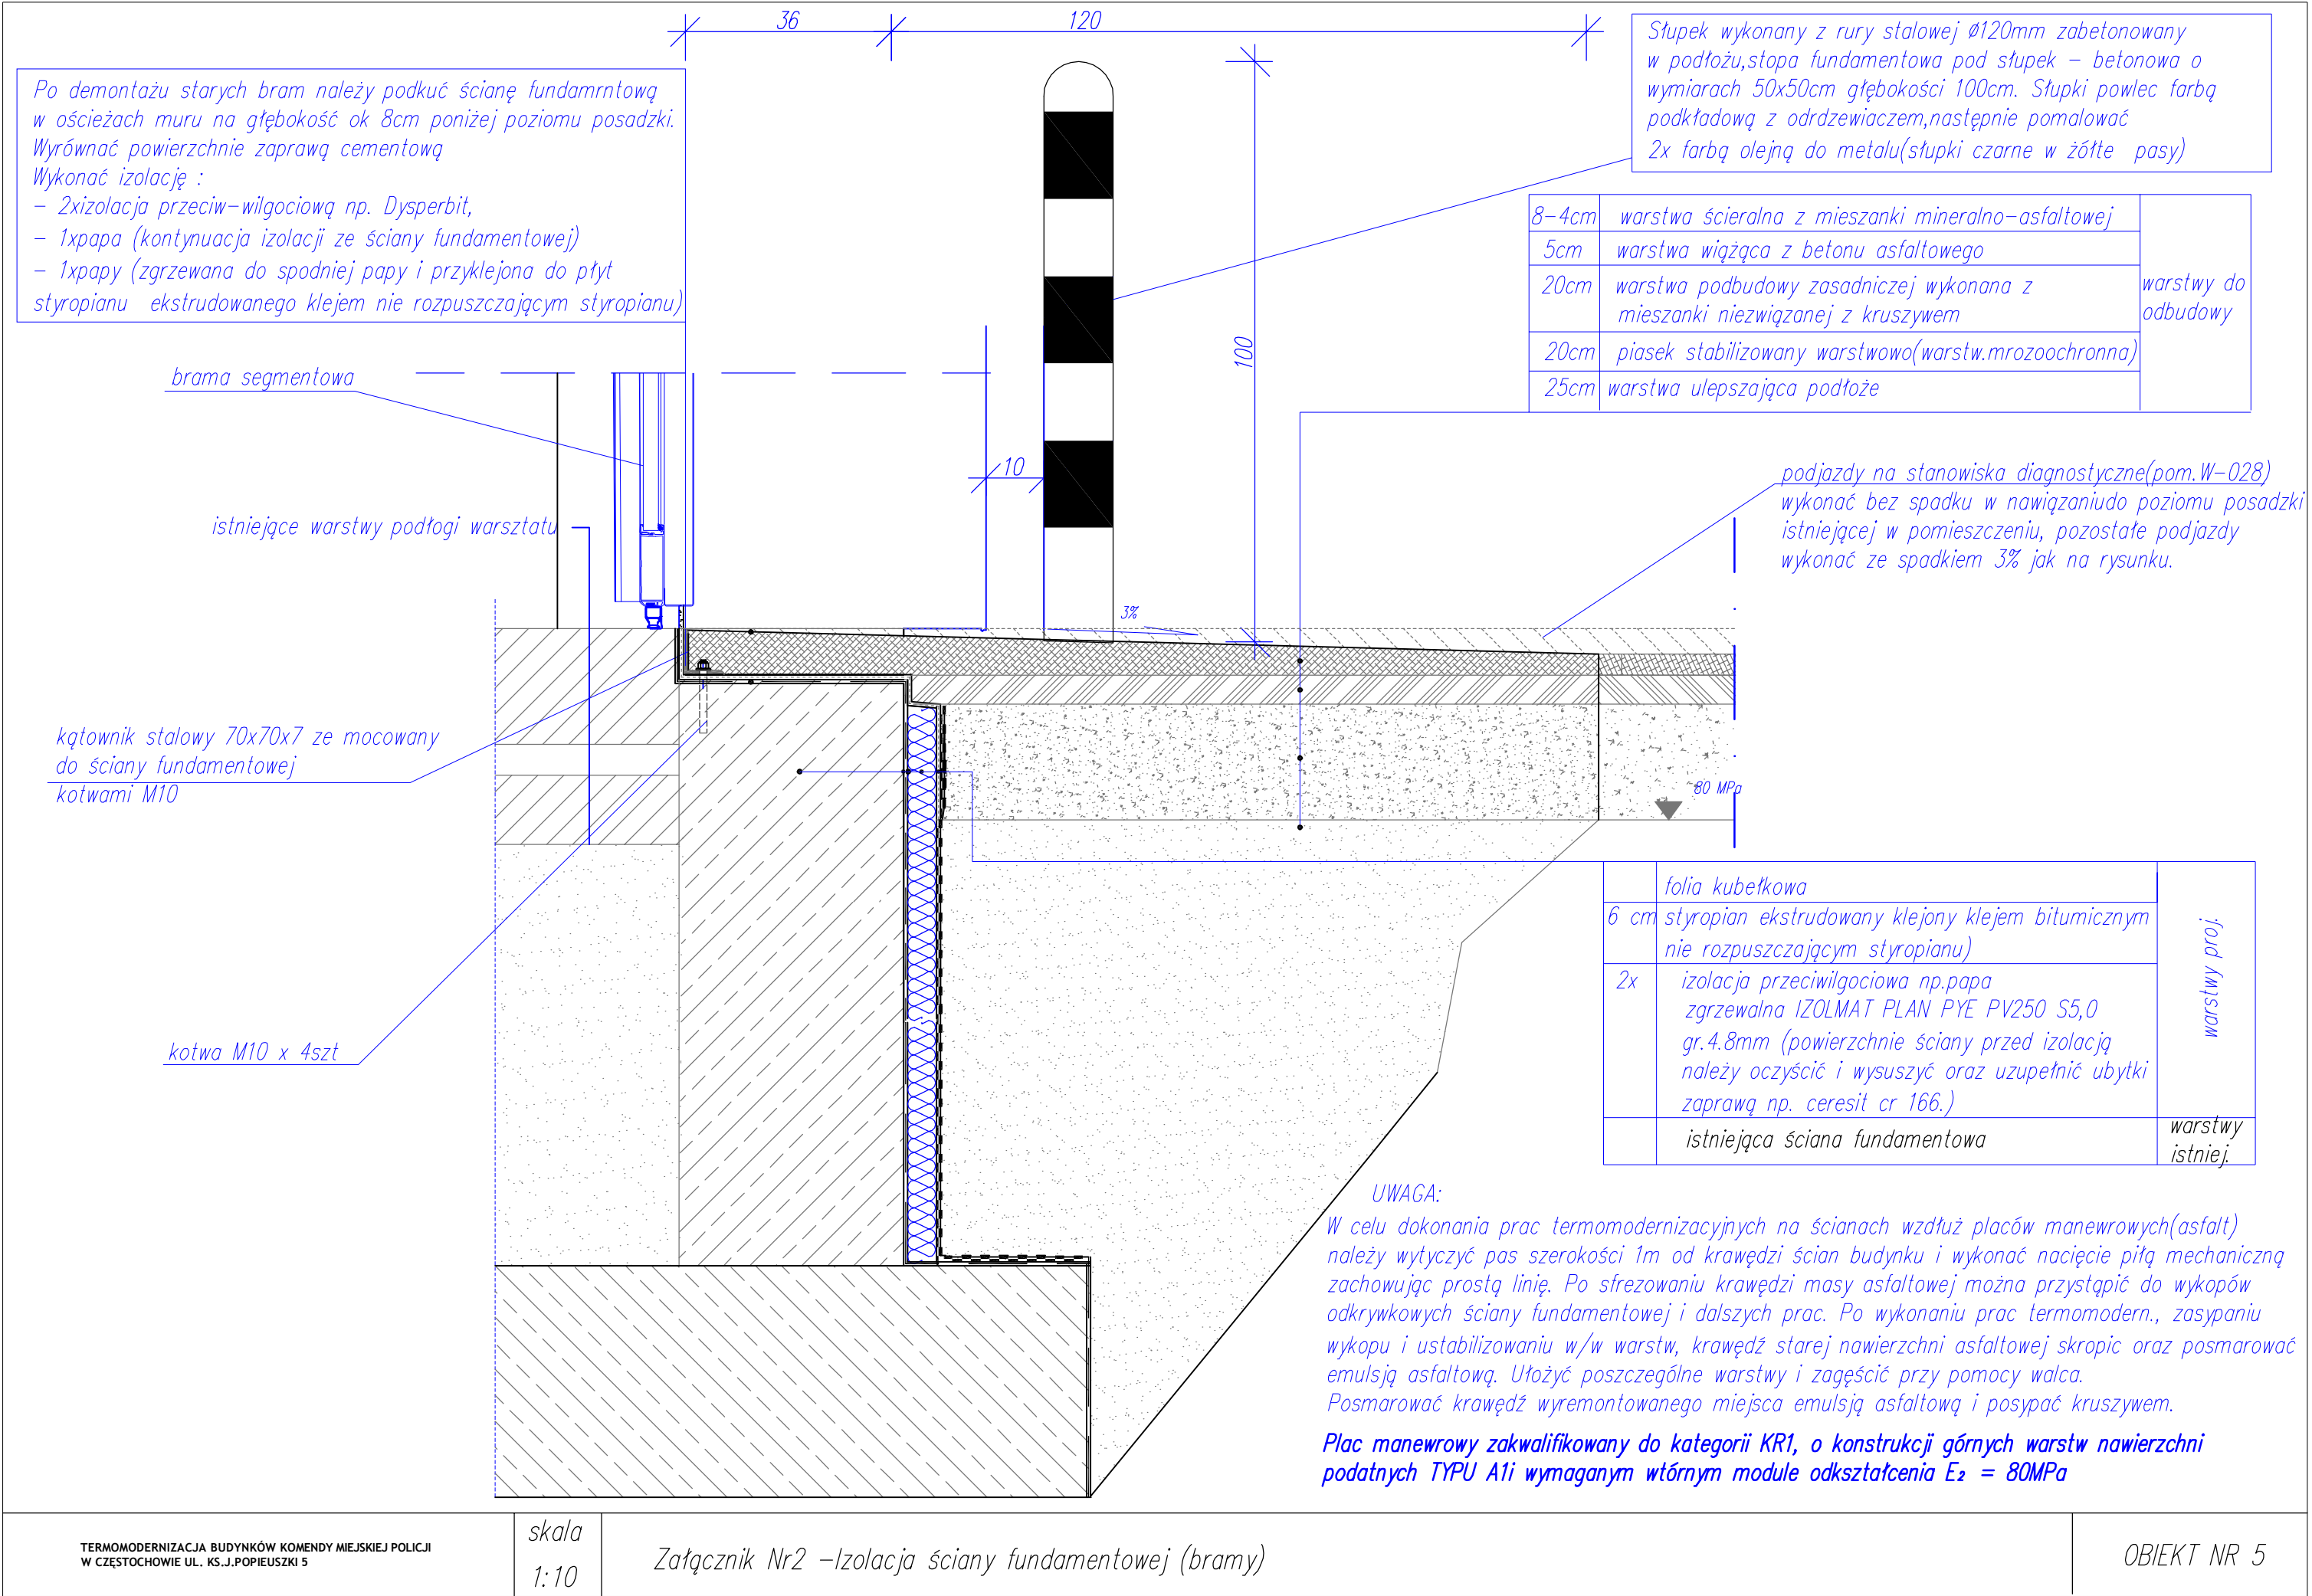 36
120
Po demontażu starych bram należy podkuć ścianę fundamrntową
w ościeżach muru na głębokość ok 8cm poniżej poziomu posadzki.
Wyrównać powierzchnie zaprawą cementową
Wykonać izolację :
- 2xizolacja przeciw-wilgociową np. Dysperbit,
- 1xpapa (kontynuacja izolacji ze ściany fundamentowej)
- 1xpapy (zgrzewana do spodniej papy i przyklejona do płyt
styropianu ekstrudowanego klejem nie rozpuszczającym styropianu)
Słupek wykonany z rury stalowej Ø120mm zabetonowany
w podłożu,stopa fundamentowa pod słupek - betonowa o
wymiarach 50x50cm głębokości 100cm. Słupki powlec farbą
podkładową z odrdzewiaczem,następnie pomalować
2x farbą olejną do metalu(słupki czarne w żółte pasy)
8-4cm warstwa ścieralna z mieszanki mineralno-asfaltowej
5cm warstwa wiążąca z betonu asfaltowego
20cm warstwa podbudowy zasadniczej wykonana z
mieszanki niezwiązanej z kruszywem
20cm piasek stabilizowany warstwowo(warstw.mrozoochronna)
25cm warstwa ulepszająca podłoże
warstwy do
odbudowy
100
10
3%
brama segmentowa
istniejące warstwy podłogi warsztatu
podjazdy na stanowiska diagnostyczne(pom.W-028)
wykonać bez spadku w nawiązaniudo poziomu posadzki
istniejącej w pomieszczeniu, pozostałe podjazdy
wykonać ze spadkiem 3% jak na rysunku.
kątownik stalowy 70x70x7 ze mocowany
do ściany fundamentowej
kotwami M10
80 MPa
kotwa M10 x 4szt
folia kubełkowa
6 cm styropian ekstrudowany klejony klejem bitumicznym
nie rozpuszczającym styropianu)
2x izolacja przeciwilgociowa np.papa
zgrzewalna IZOLMAT PLAN PYE PV250 S5,0
gr.4.8mm (powierzchnie ściany przed izolacją
należy oczyścić i wysuszyć oraz uzupełnić ubytki
zaprawą np. ceresit cr 166.)
warstwy proj.
istniejąca ściana fundamentowa
warstwy
istniej.
UWAGA:
W celu dokonania prac termomodernizacyjnych na ścianach wzdłuż placów manewrowych(asfalt)
należy wytyczyć pas szerokości 1m od krawędzi ścian budynku i wykonać nacięcie piłą mechaniczną
zachowując prostą linię. Po sfrezowaniu krawędzi masy asfaltowej można przystąpić do wykopów
odkrywkowych ściany fundamentowej i dalszych prac. Po wykonaniu prac termomodern., zasypaniu
wykopu i ustabilizowaniu w/w warstw, krawędź starej nawierzchni asfaltowej skropic oraz posmarować
emulsją asfaltową. Ułożyć poszczególne warstwy i zagęścić przy pomocy walca.
Posmarować krawędź wyremontowanego miejsca emulsją asfaltową i posypać kruszywem.
Plac manewrowy zakwalifikowany do kategorii KR1, o konstrukcji górnych warstw nawierzchni
podatnych TYPU A1i wymaganym wtórnym module odkształcenia E₂ = 80MPa
TERMOMODERNIZACJA BUDYNKÓW KOMENDY MIEJSKIEJ POLICJI
W CZĘSTOCHOWIE UL. KS.J.POPIEUSZKI 5
skala
1:10
Załącznik Nr2 -Izolacja ściany fundamentowej (bramy)
OBIEKT NR 5